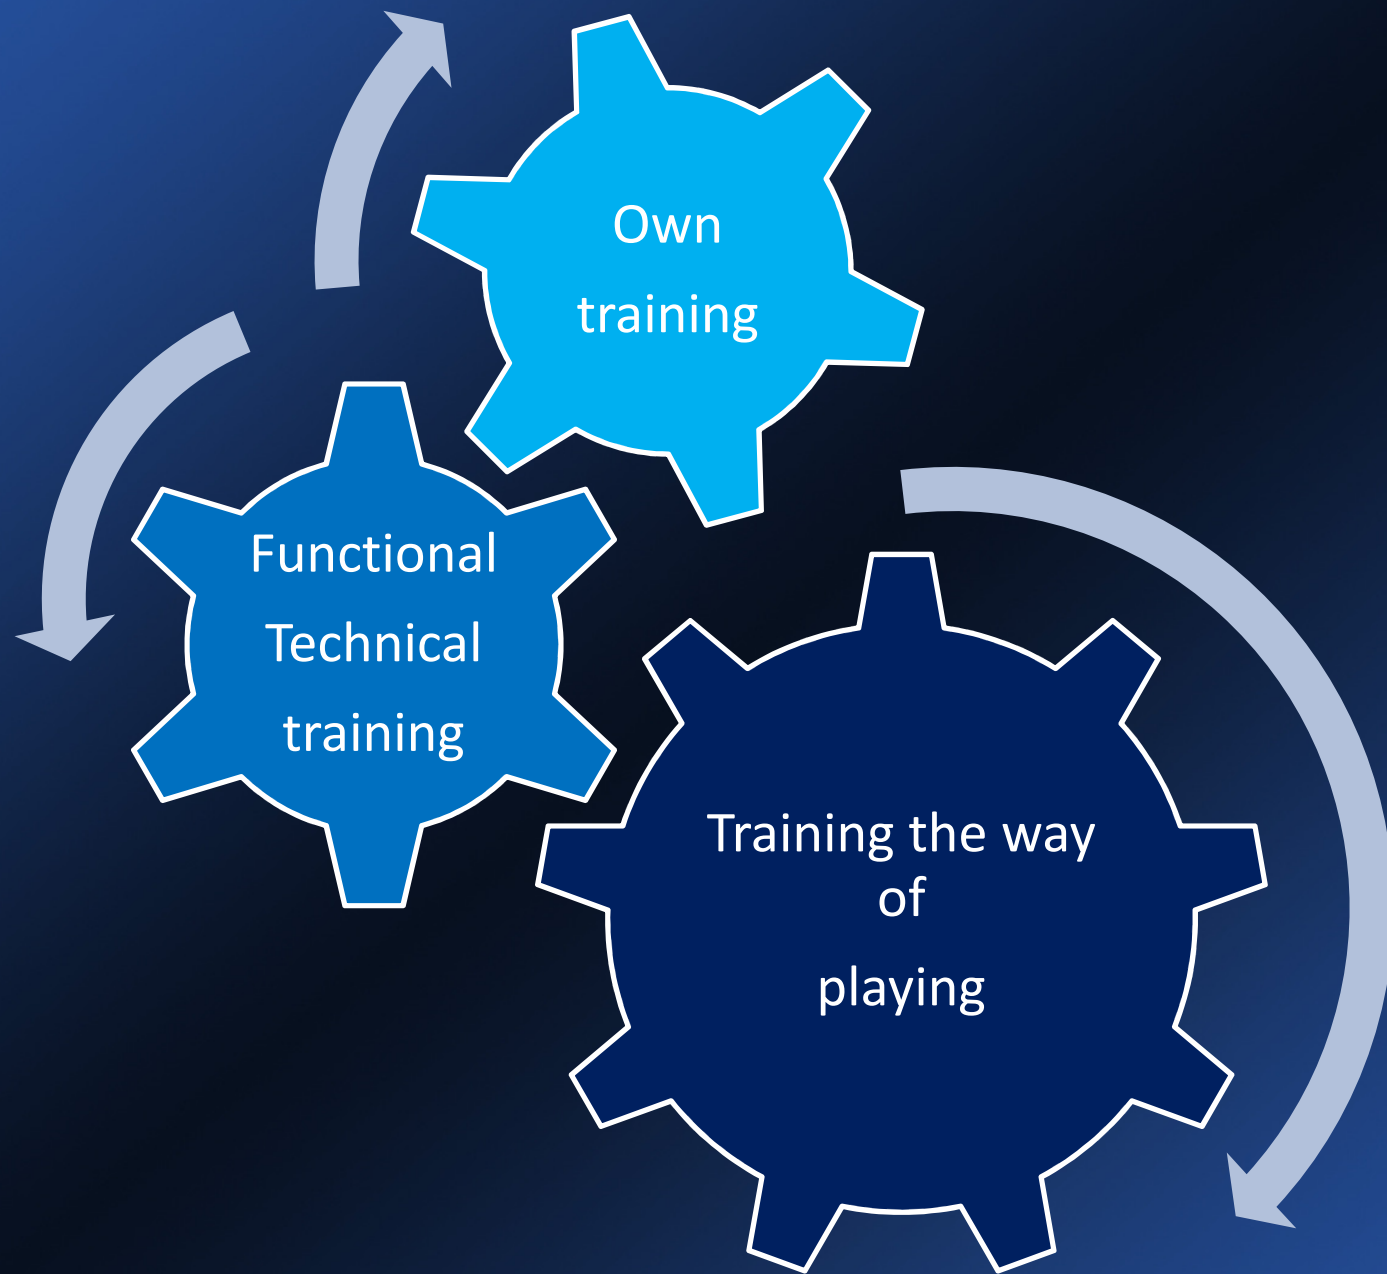 Own
training
Functional
Technical
training
Training the way
of
playing